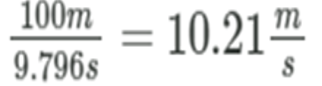 100m / 9.796s = 10.21 m/s